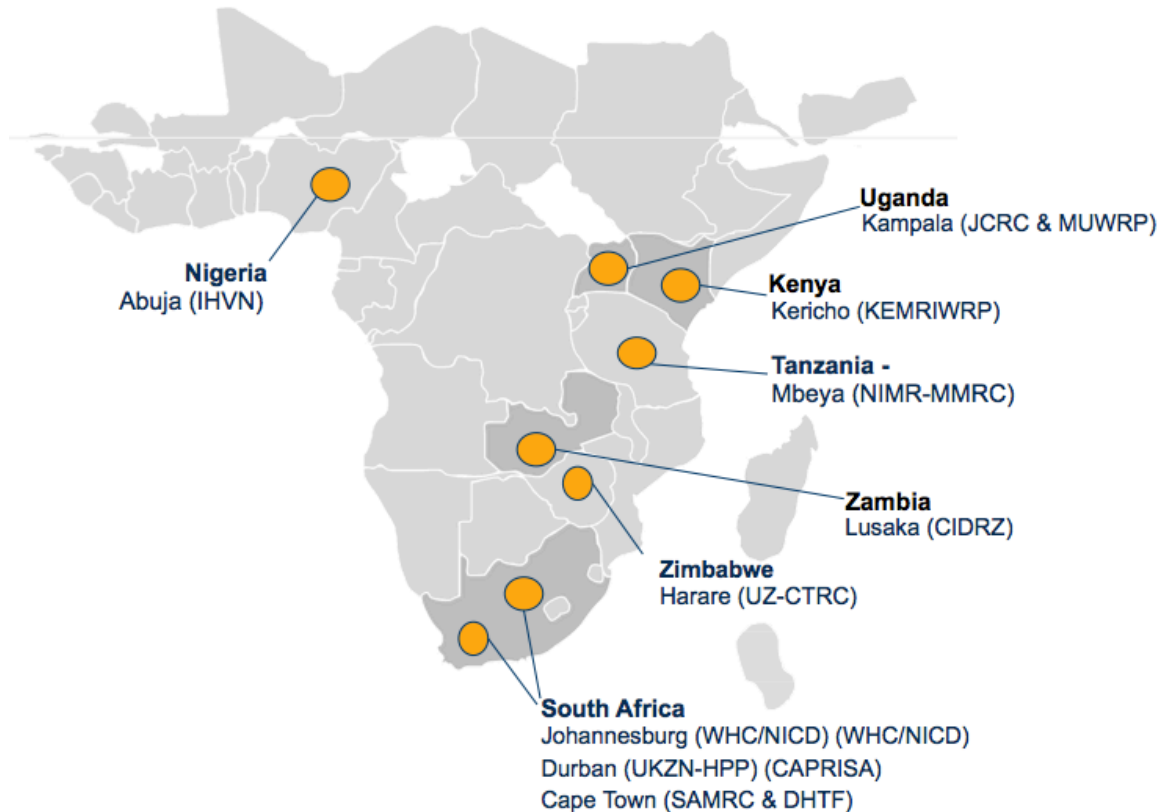 Uganda
Kampala (JCRC & MUWRP)
Nigeria
Abuja (IHVN)
Kenya
Kericho (KEMRIWRP)
Tanzania -
Mbeya (NIMR-MMRC)
Zambia
Lusaka (CIDRZ)
Zimbabwe
Harare (UZ-CTRC)
South Africa
Johannesburg (WHC/NICD) (WHC/NICD)
Durban (UKZN-HPP) (CAPRISA)
Cape Town (SAMRC & DHTF)